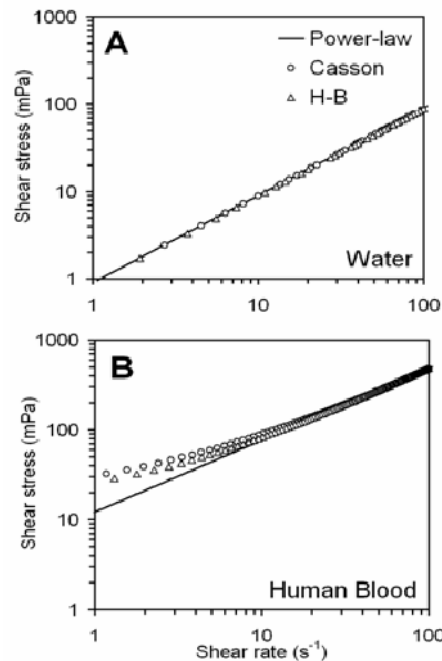 A
Power-law
Casson
H-B
Shear stress (mPa)
1000
100
10
1
1
10
100
Water
B
Shear stress (mPa)
1000
100
10
1
1
10
100
Human Blood
Shear rate (s⁻¹)